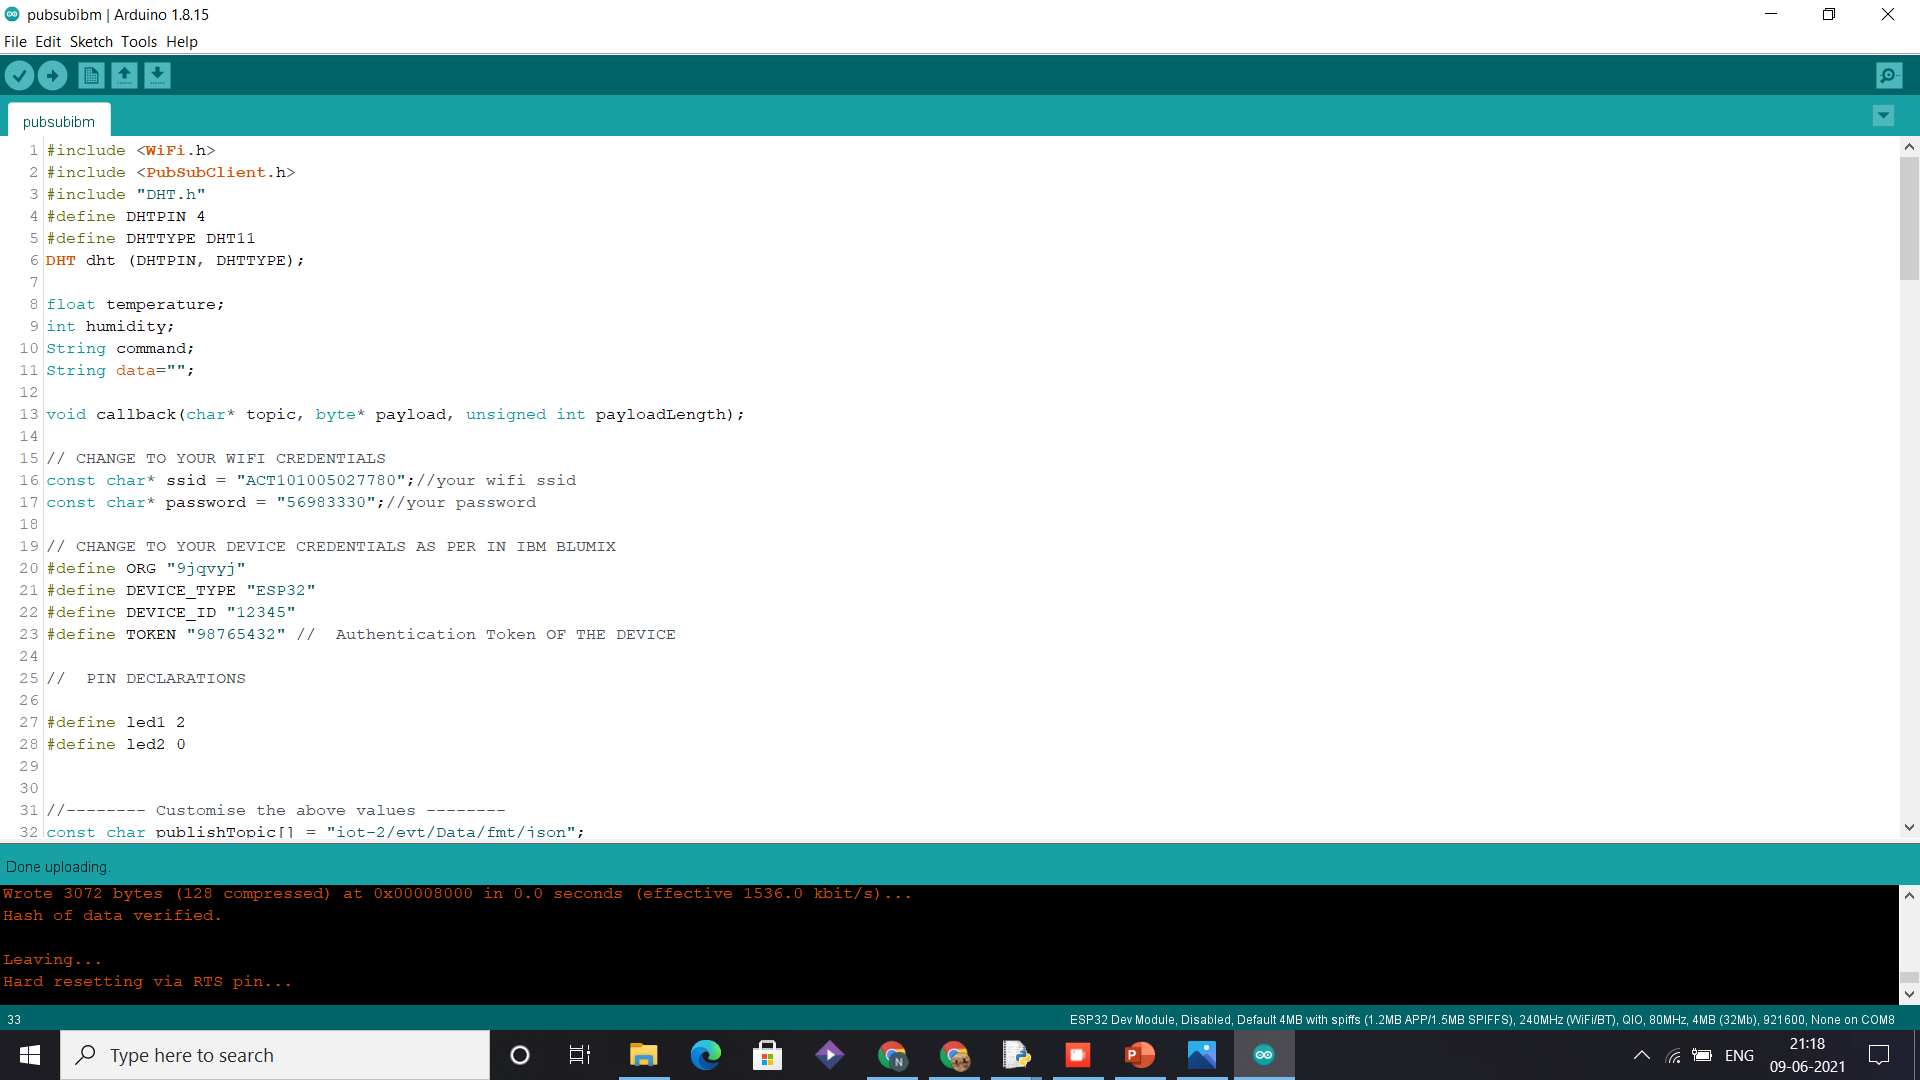 pubsubibm | Arduino 1.8.15
File Edit Sketch Tools Help
pubsubibm
1 #include <WiFi.h>
2 #include <PubSubClient.h>
3 #include "DHT.h"
4 #define DHTPIN 4
5 #define DHTTYPE DHT11
6 DHT dht (DHTPIN, DHTTYPE);
7
8 float temperature;
9 int humidity;
10 String command;
11 String data="";
12
13 void callback(char* topic, byte* payload, unsigned int payloadLength);
14
15 // CHANGE TO YOUR WIFI CREDENTIALS
16 const char* ssid = "ACT101005027780";//your wifi ssid
17 const char* password = "56983330";//your password
18
19 // CHANGE TO YOUR DEVICE CREDENTIALS AS PER IN IBM BLUMIX
20 #define ORG "9jqvyj"
21 #define DEVICE_TYPE "ESP32"
22 #define DEVICE_ID "12345"
23 #define TOKEN "98765432" //  Authentication Token OF THE DEVICE
24
25 //  PIN DECLARATIONS
26
27 #define led1 2
28 #define led2 0
29
30
31 //-------- Customise the above values --------
32 const char publishTopic[] = "iot-2/evt/Data/fmt/json";
Done uploading.
Wrote 3072 bytes (128 compressed) at 0x00008000 in 0.0 seconds (effective 1536.0 kbit/s)...
Hash of data verified.
Leaving...
Hard resetting via RTS pin...
33
ESP32 Dev Module, Disabled, Default 4MB with spiffs (1.2MB APP/1.5MB SPIFFS), 240MHz (WiFi/BT), QIO, 80MHz, 4MB (32Mb), 921600, None on COM8
Type here to search
N
P
ENG
21:18
09-06-2021